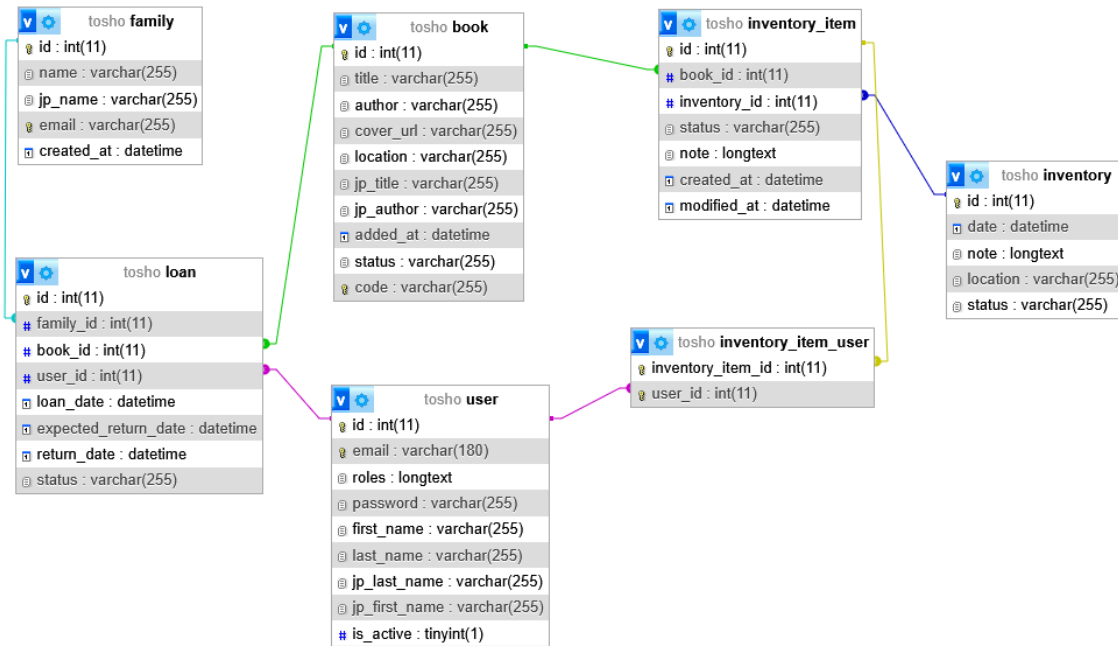 v tosho family
id : int(11)
name : varchar(255)
jp_name : varchar(255)
email : varchar(255)
created_at : datetime
v tosho book
id : int(11)
title : varchar(255)
author : varchar(255)
cover_url : varchar(255)
location : varchar(255)
jp_title : varchar(255)
jp_author : varchar(255)
added_at : datetime
status : varchar(255)
code : varchar(255)
v tosho inventory_item
id : int(11)
# book_id : int(11)
# inventory_id : int(11)
status : varchar(255)
note : longtext
created_at : datetime
modified_at : datetime
v tosho inventory
id : int(11)
date : datetime
note : longtext
location : varchar(255)
status : varchar(255)
v tosho loan
id : int(11)
# family_id : int(11)
# book_id : int(11)
# user_id : int(11)
loan_date : datetime
expected_return_date : datetime
return_date : datetime
status : varchar(255)
v tosho user
id : int(11)
email : varchar(180)
roles : longtext
password : varchar(255)
first_name : varchar(255)
last_name : varchar(255)
jp_last_name : varchar(255)
jp_first_name : varchar(255)
# is_active : tinyint(1)
v tosho inventory_item_user
inventory_item_id : int(11)
user_id : int(11)